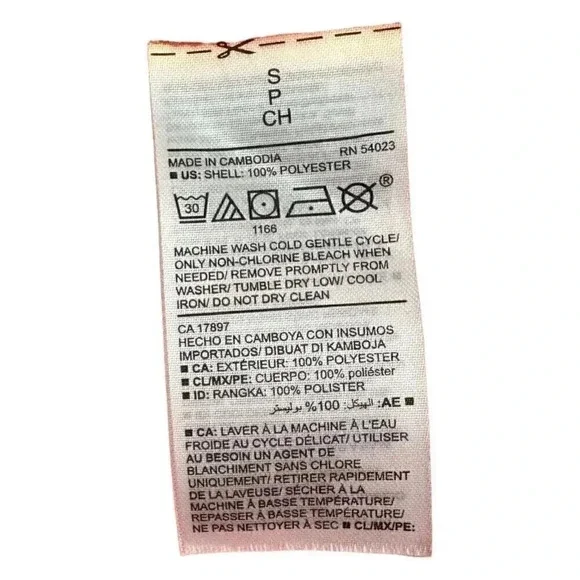 S
P
CH
MADE IN CAMBODIA RN 54023
■ US: SHELL: 100% POLYESTER
30
®
1166
MACHINE WASH COLD GENTLE CYCLE/
ONLY NON-CHLORINE BLEACH WHEN
NEEDED/ REMOVE PROMPTLY FROM
WASHER/ TUMBLE DRY LOW/ COOL
IRON/ DO NOT DRY CLEAN
CA 17897
HECHO EN CAMBOYA CON INSUMOS
IMPORTADOS/ DIBUAT DI KAMBOJA
■ CA: EXTÉRIEUR: 100% POLYESTER
■ CL/MX/PE: CUERPO: 100% poliéster
■ ID: RANGKA: 100% POLISTER
■ AE: الهيكل: 100% بوليستر
■ CA: LAVER À LA MACHINE À L'EAU
FROIDE AU CYCLE DÉLICAT/ UTILISER
AU BESOIN UN AGENT DE
BLANCHIMENT SANS CHLORE
UNIQUEMENT/ RETIRER RAPIDEMENT
DE LA LAVEUSE/ SÉCHER À LA
MACHINE À BASSE TEMPÉRATURE/
REPASSER À BASSE TEMPÉRATURE/
NE PAS NETTOYER À SEC ■ CL/MX/PE: